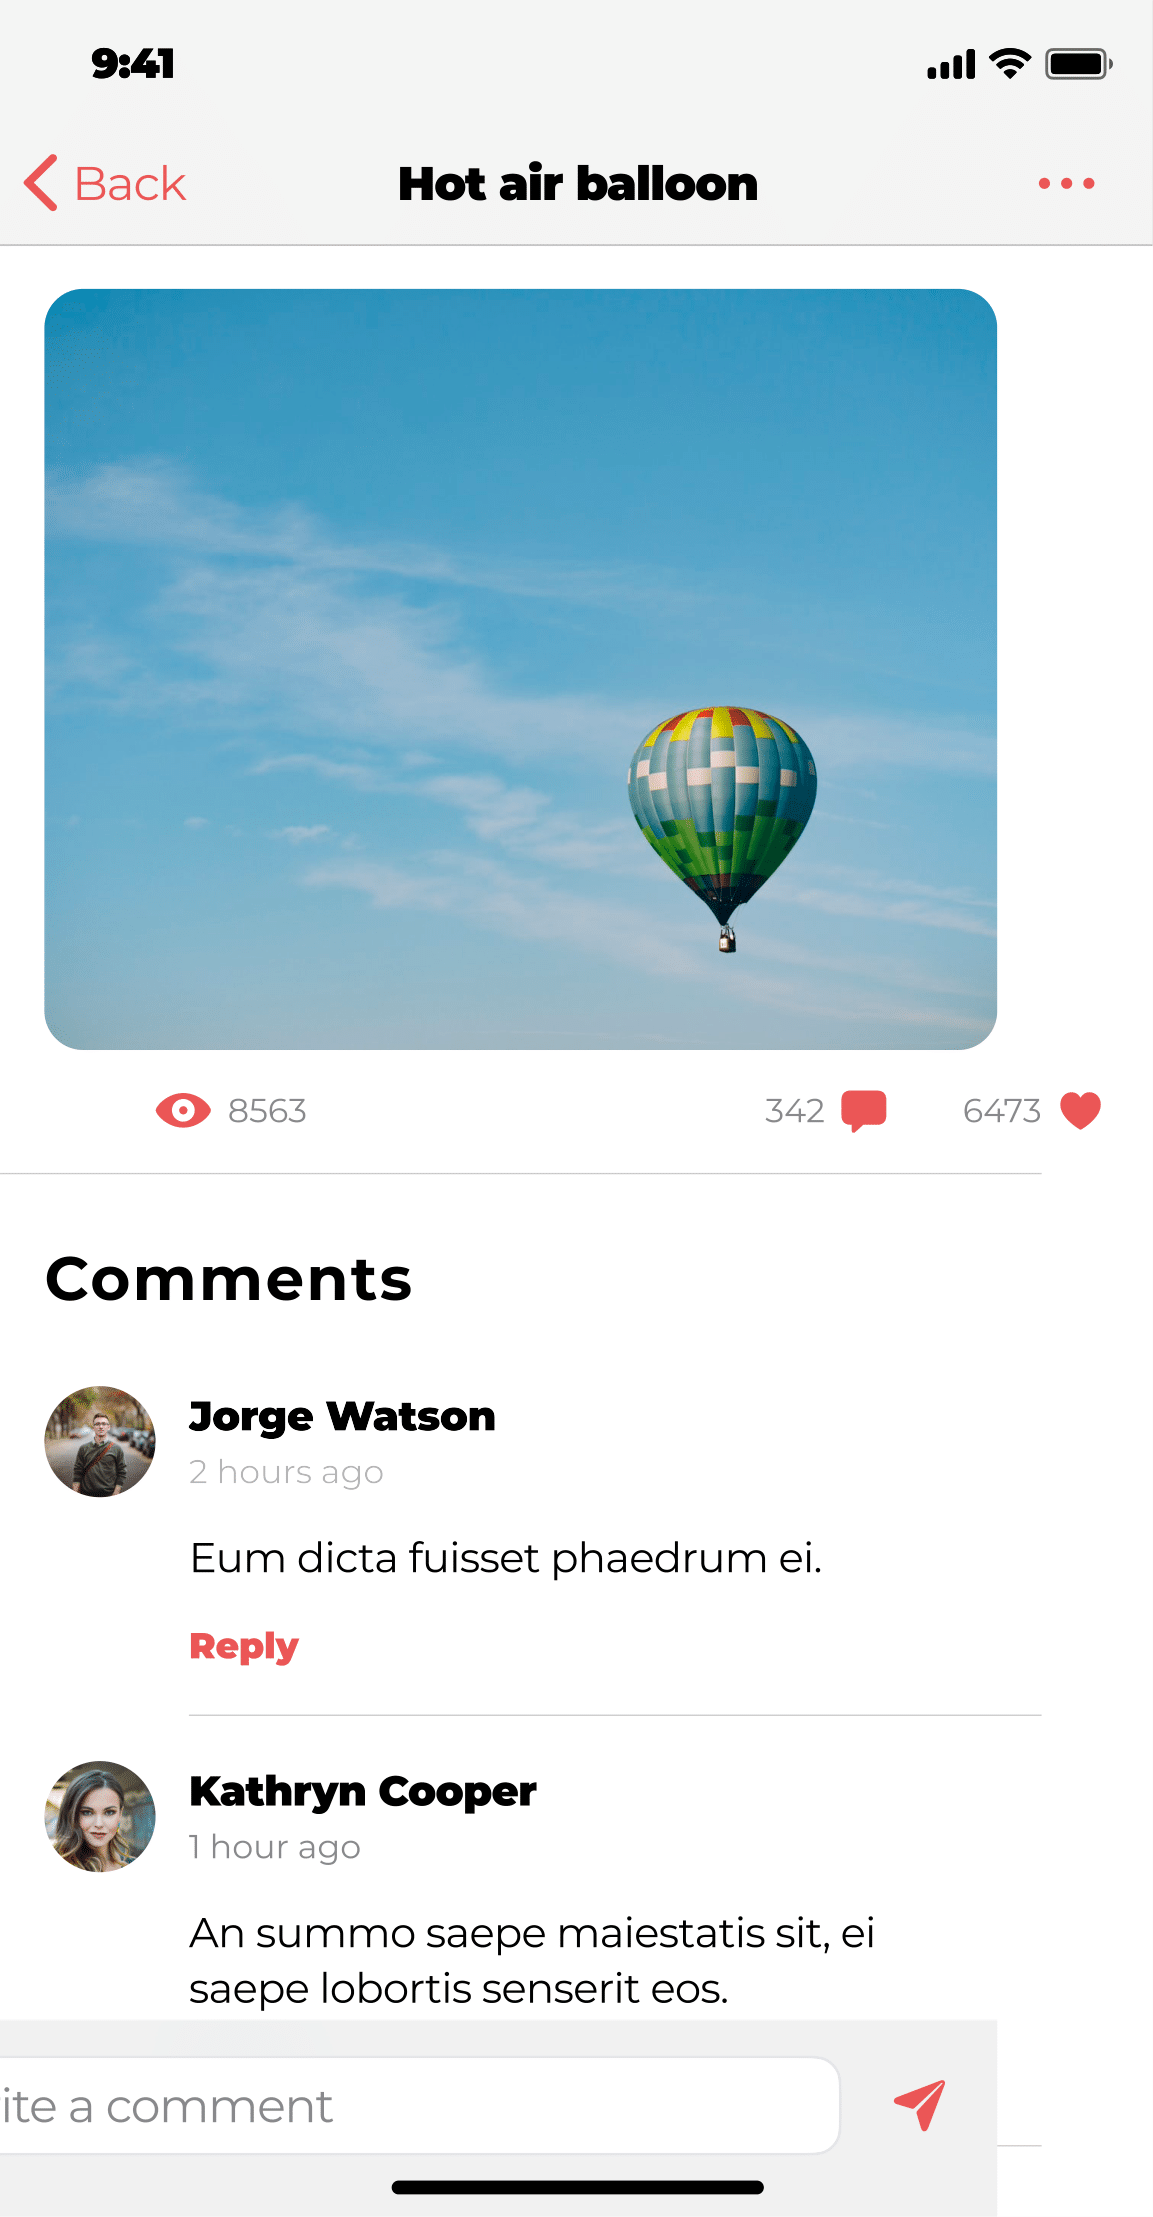 9:41
Back
Hot air balloon
8563
342
6473
Comments
Jorge Watson
2 hours ago
Eum dicta fuisset phaedrum ei.
Reply
Kathryn Cooper
1 hour ago
An summo saepe maiestatis sit, ei
saepe lobortis senserit eos.
ite a comment